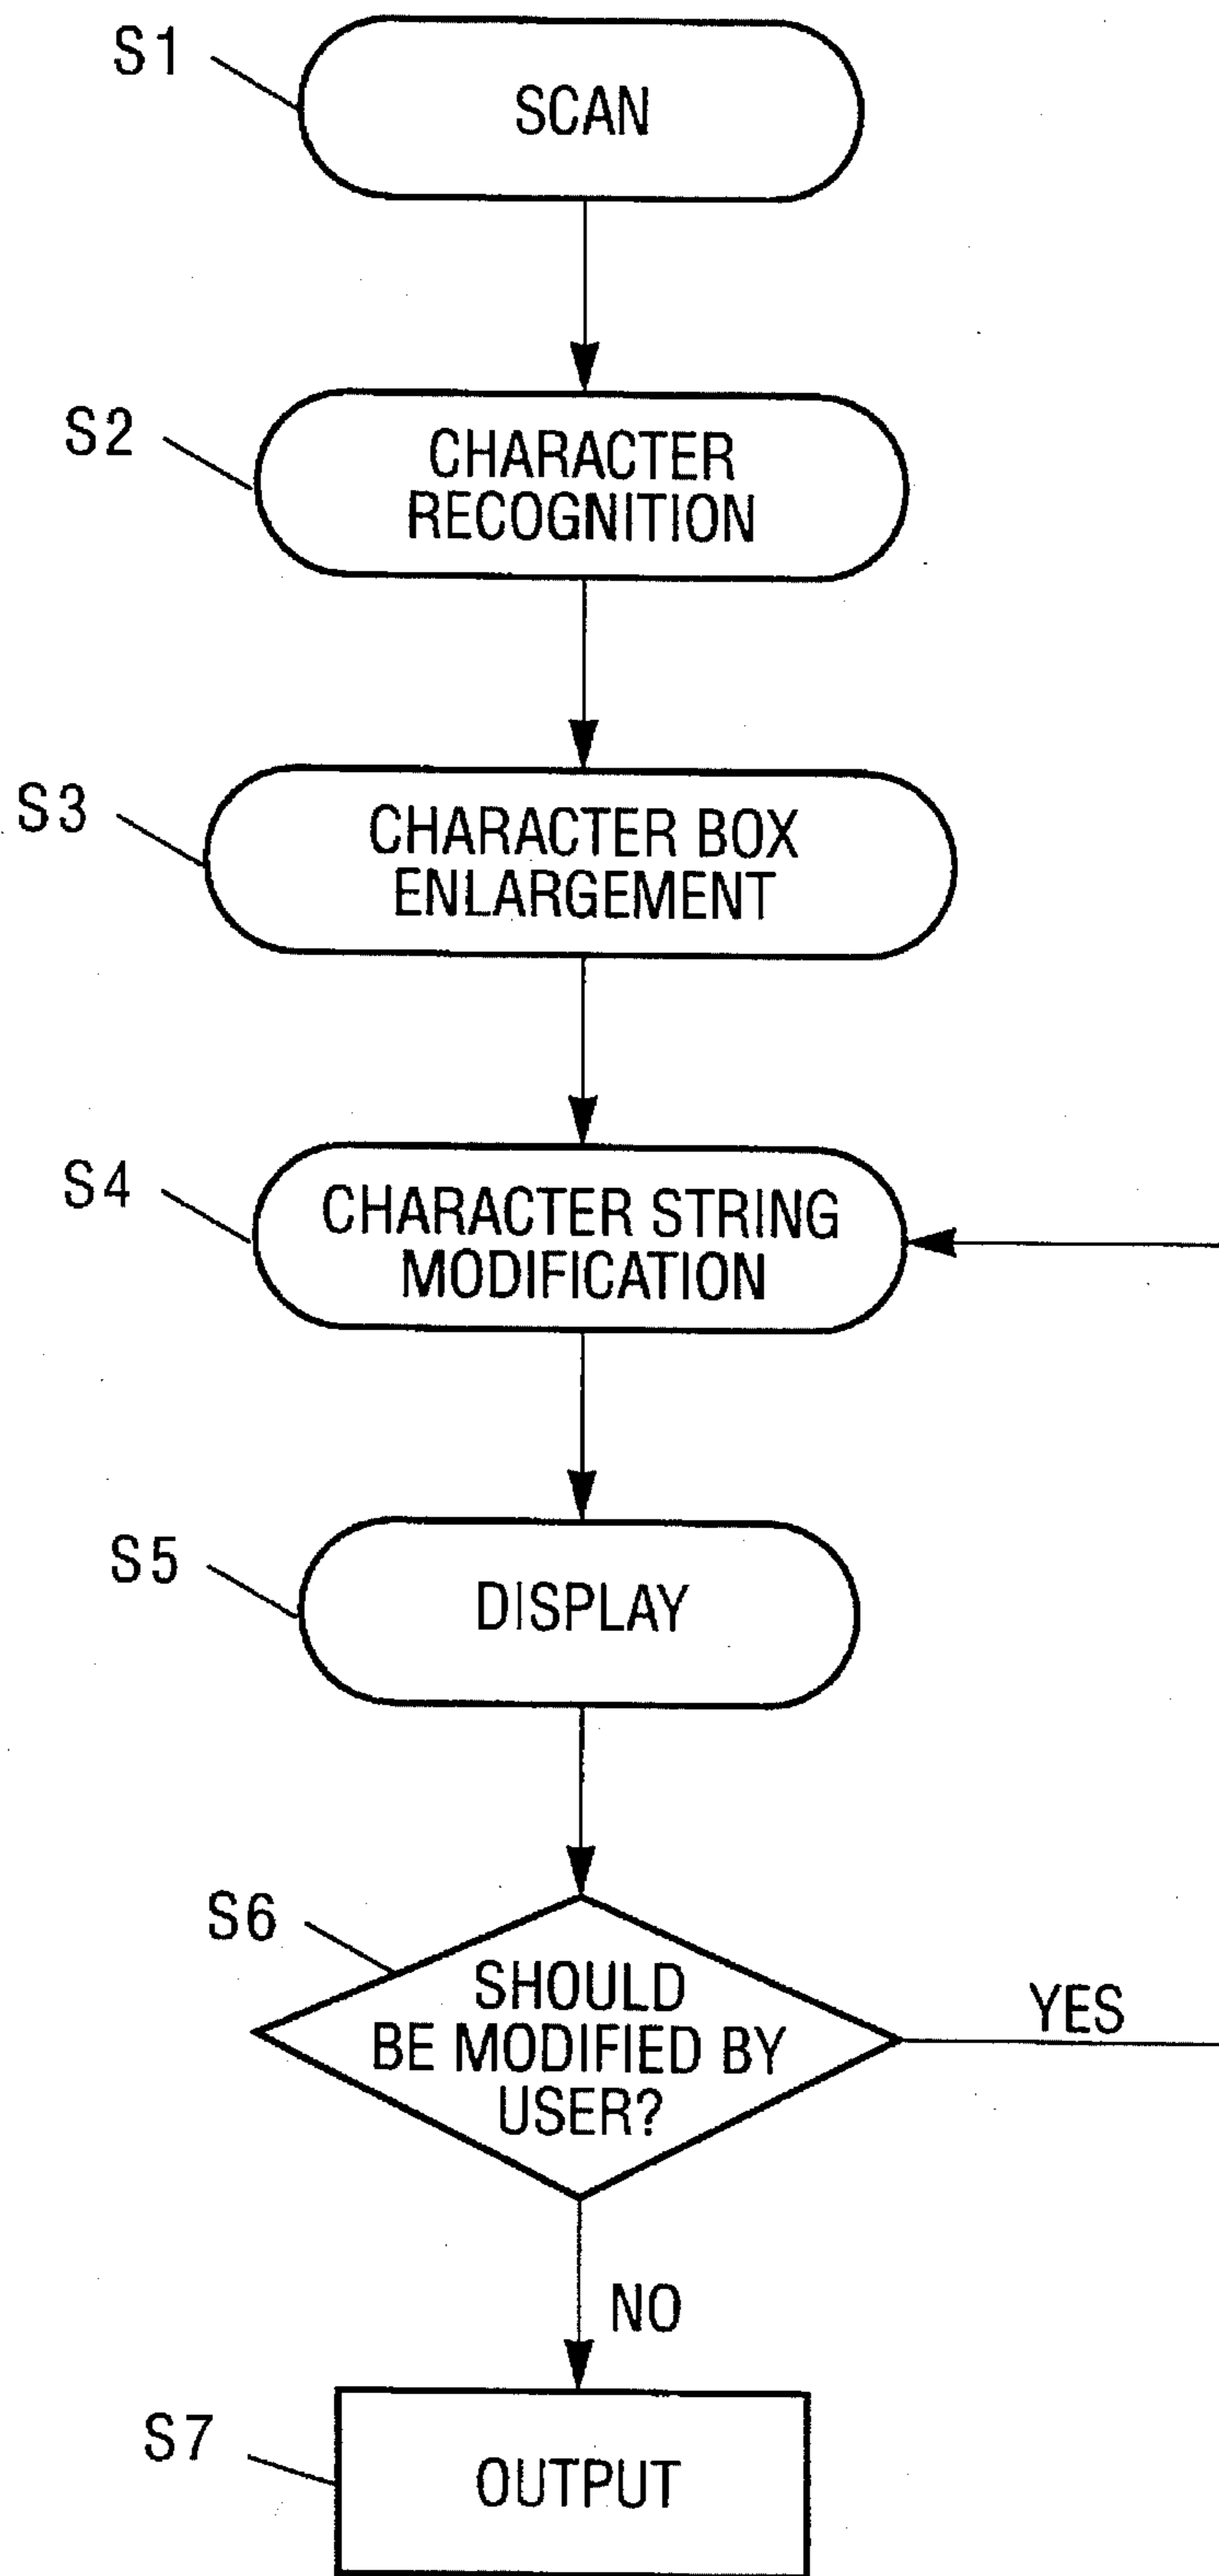 S1
SCAN
S2
CHARACTER
RECOGNITION
S3
CHARACTER BOX
ENLARGEMENT
S4
CHARACTER STRING
MODIFICATION
S5
DISPLAY
S6
SHOULD
BE MODIFIED BY
USER?
YES
NO
S7
OUTPUT